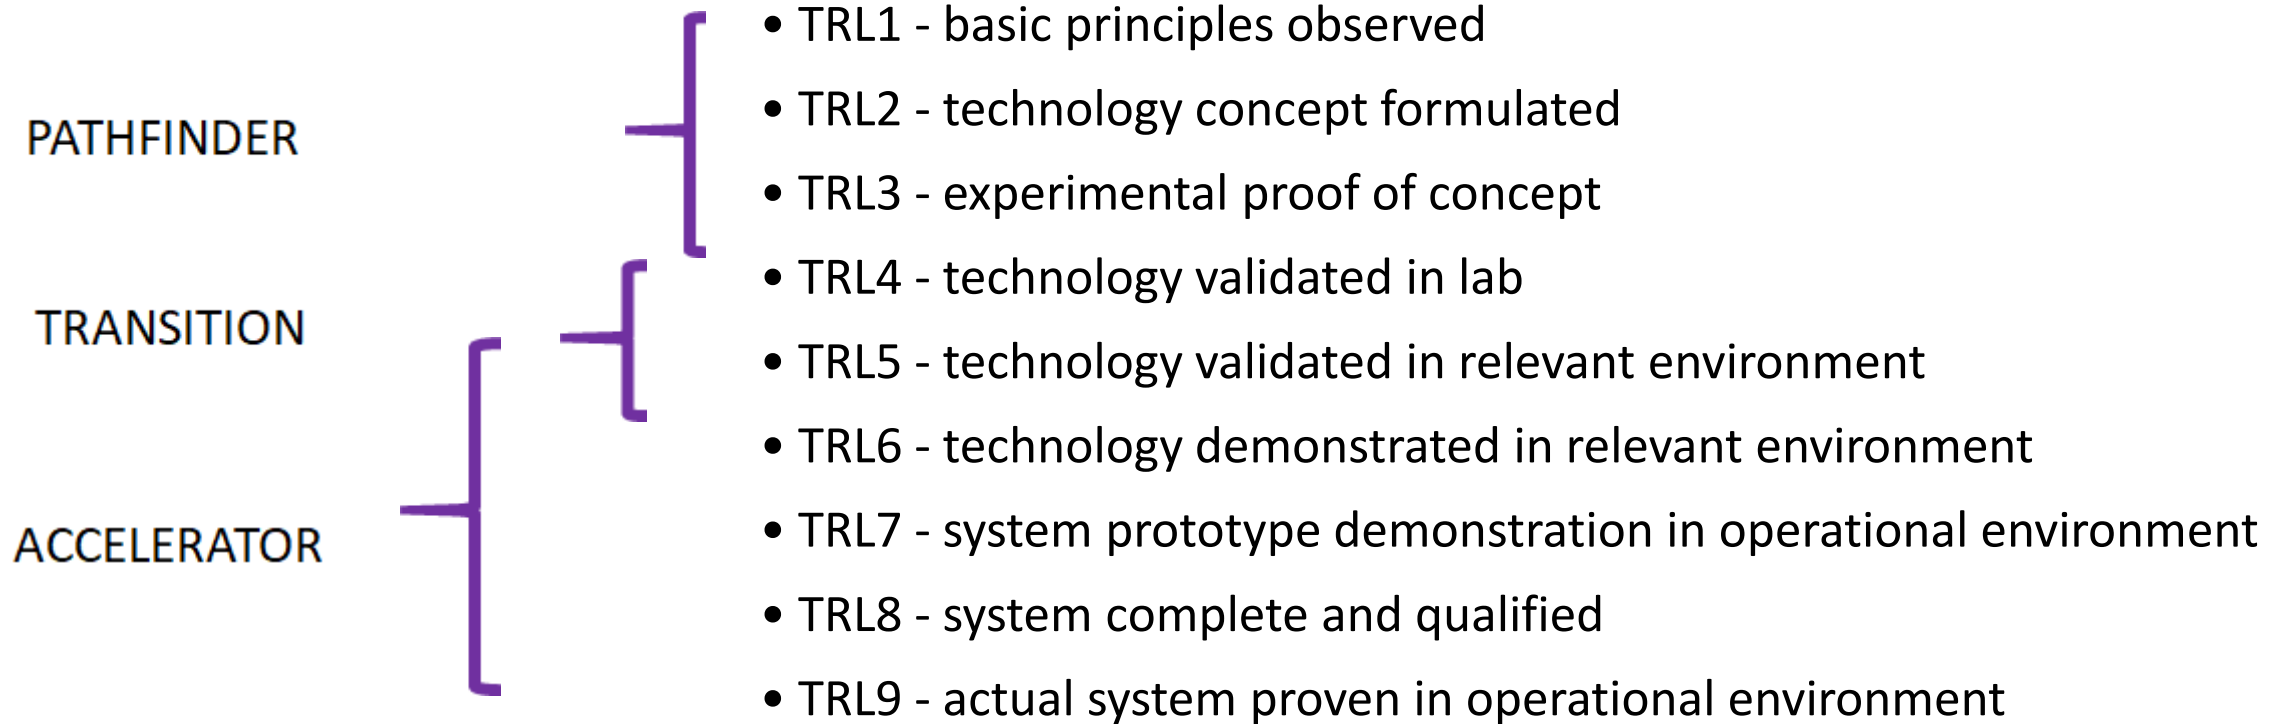 PATHFINDER
TRANSITION
ACCELERATOR
• TRL1 - basic principles observed
• TRL2 - technology concept formulated
• TRL3 - experimental proof of concept
• TRL4 - technology validated in lab
• TRL5 - technology validated in relevant environment
• TRL6 - technology demonstrated in relevant environment
• TRL7 - system prototype demonstration in operational environment
• TRL8 - system complete and qualified
• TRL9 - actual system proven in operational environment